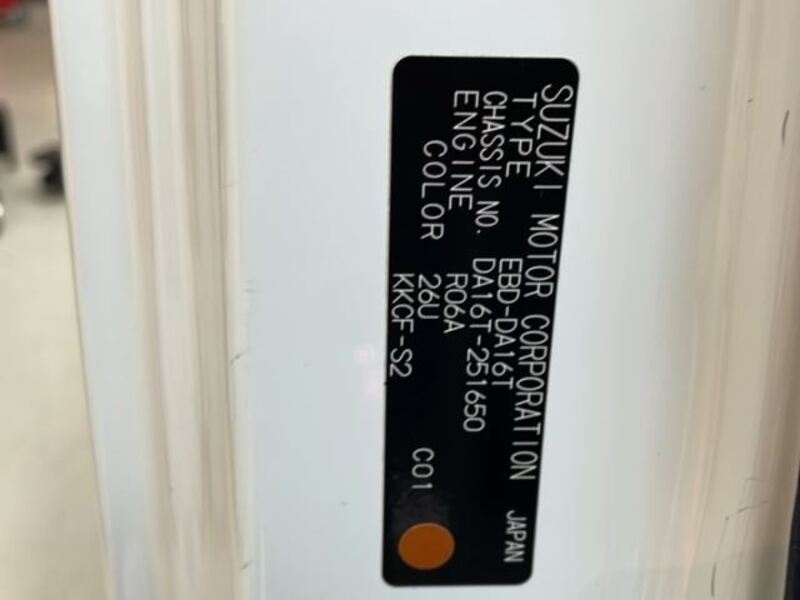 SUZUKI MOTOR CORPORATION JAPAN
TYPE EBD-DA16T
CHASSIS NO. DA16T-251650
ENGINE R06A
COLOR 26U C01
KKCF-S2